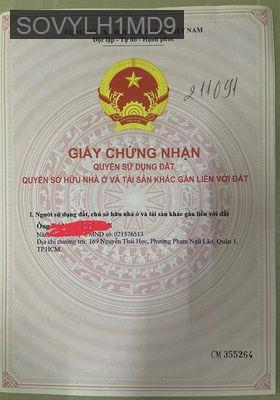 SOVYLH1MD9
VIỆT NAM
Độc lập - Tự do - Hạnh phúc
211091
GIẤY CHỨNG NHẬN
QUYỀN SỬ DỤNG ĐẤT,
QUYỀN SỞ HỮU NHÀ Ở VÀ TÀI SẢN KHÁC GẮN LIỀN VỚI ĐẤT
I. Người sử dụng đất, chủ sở hữu nhà ở và tài sản khác gắn liền với đất
Ông
CMND số: 021576513
Địa chỉ thường trú: 169 Nguyễn Thái Học, Phường Phạm Ngũ Lão, Quận 1,
TP.HCM.
CM 355264